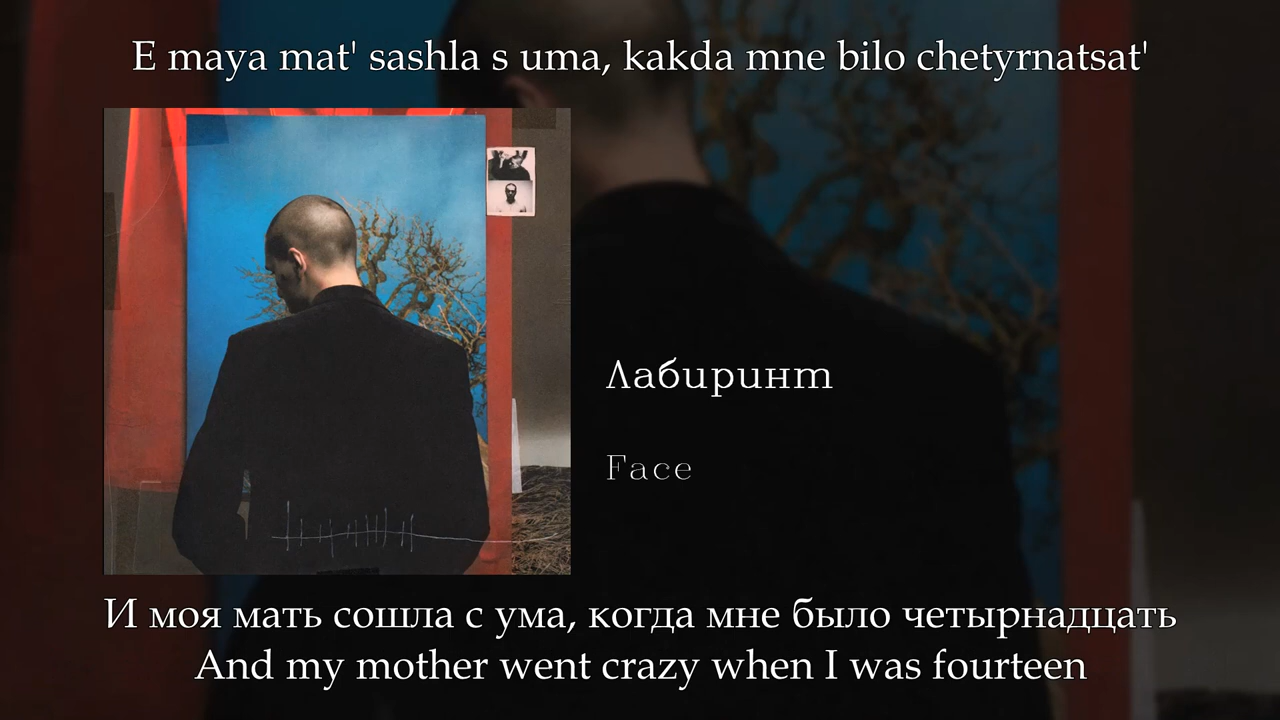 E maya mat' sashla s uma, kakda mne bilo chetyrnatsat'
Лабиринт
Face
И моя мать сошла с ума, когда мне было четырнадцать
And my mother went crazy when I was fourteen